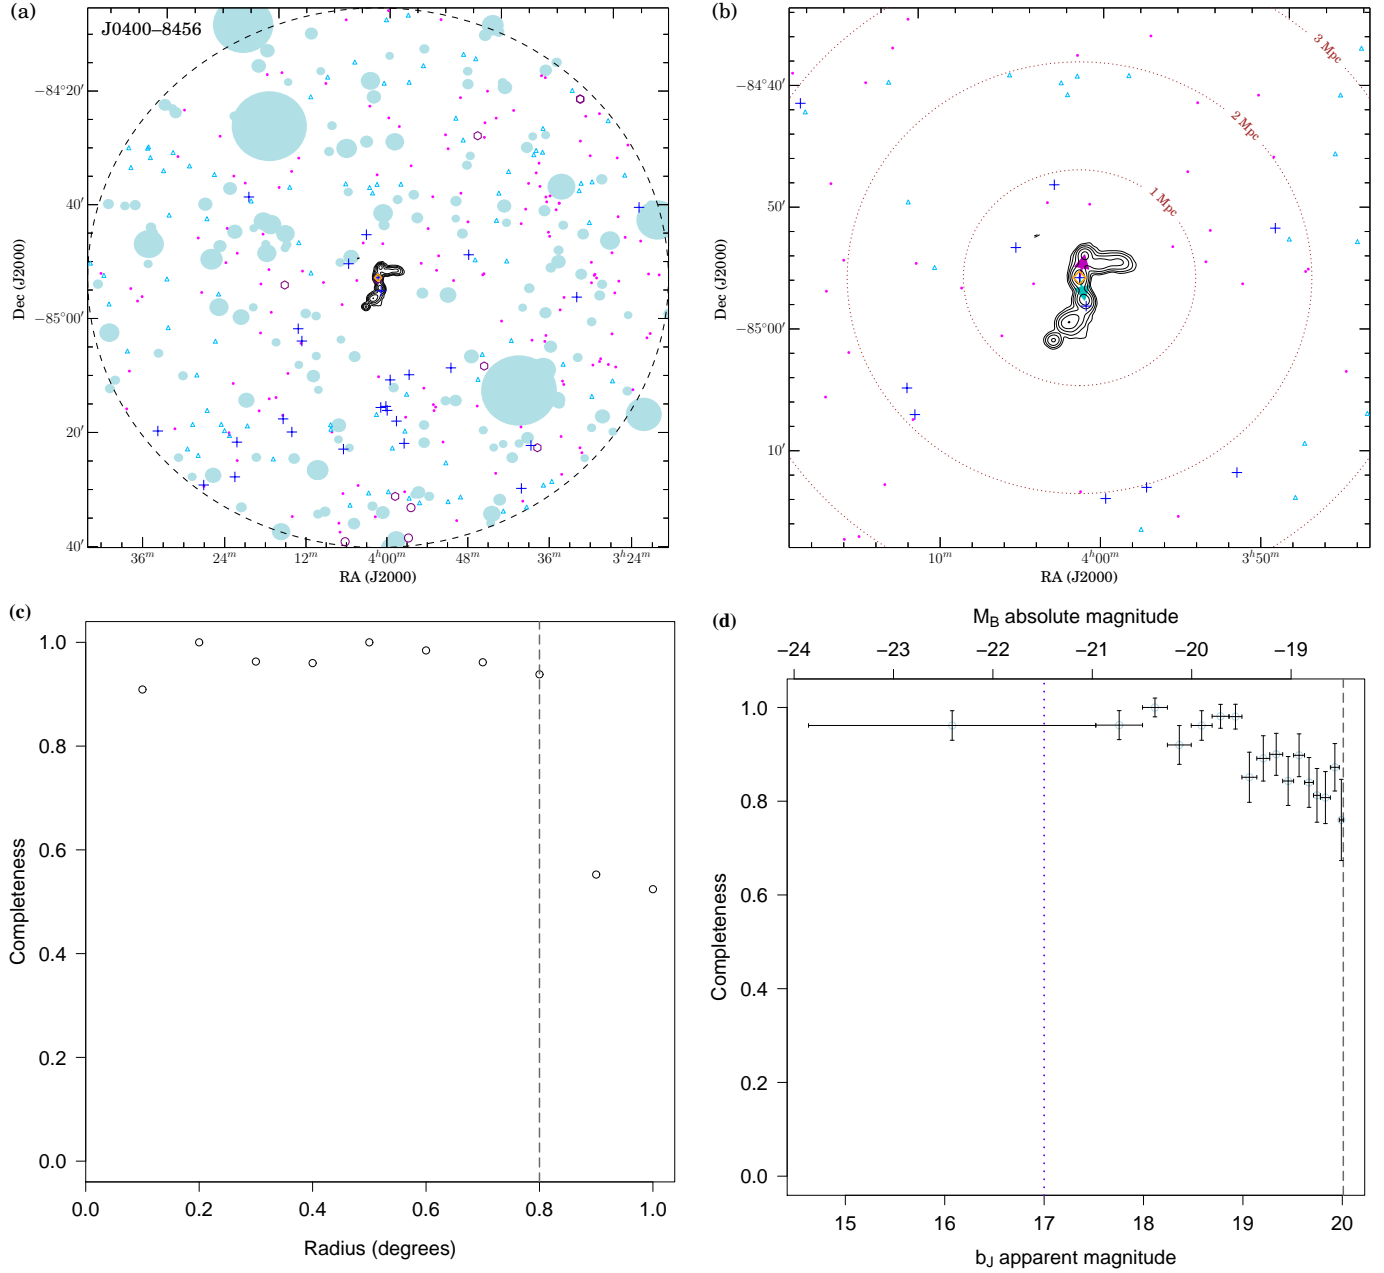 (a)
J0400–8456
−84°20′
40′
−85°00′
20′
40′
Dec (J2000)
36ᵐ
24ᵐ
12ᵐ
4ʰ00ᵐ
48ᵐ
36ᵐ
3ʰ24ᵐ
RA (J2000)
(b)
3 Mpc
2 Mpc
1 Mpc
−84°40′
50′
−85°00′
10′
Dec (J2000)
10ᵐ
4ʰ00ᵐ
3ʰ50ᵐ
RA (J2000)
(c)
1.0
0.8
0.6
0.4
0.2
0.0
Completeness
0.0
0.2
0.4
0.6
0.8
1.0
Radius (degrees)
(d)
M_B absolute magnitude
−24
−23
−22
−21
−20
−19
1.0
0.8
0.6
0.4
0.2
0.0
Completeness
15
16
17
18
19
20
b_J apparent magnitude